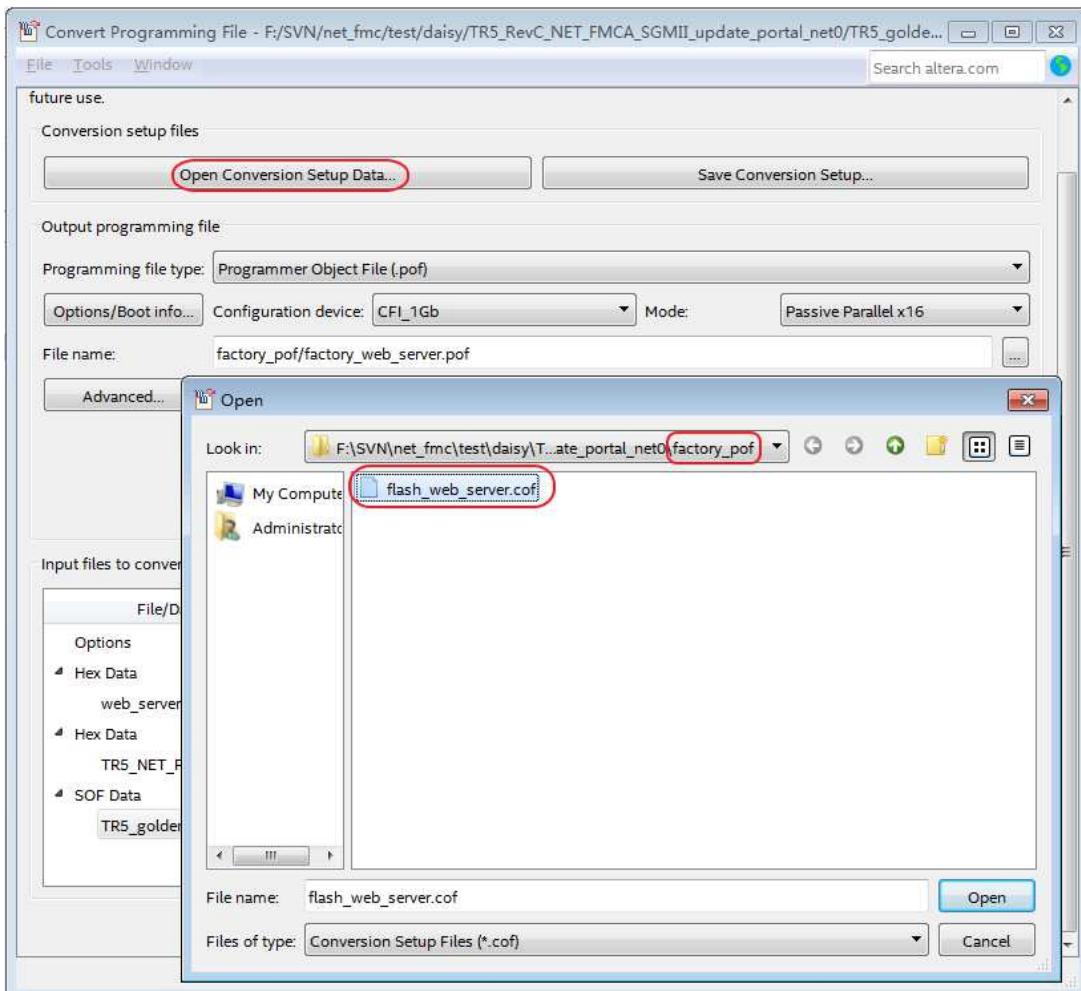 Convert Programming File - F:/SVN/net_fmc/test/daisy/TR5_RevC_NET_FMCA_SGMII_update_portal_net0/TR5_golde...
File Tools Window
Search altera.com
future use.
Conversion setup files
Open Conversion Setup Data...
Save Conversion Setup...
Output programming file
Programming file type: Programmer Object File (.pof)
Options/Boot info... Configuration device: CFI_1Gb Mode: Passive Parallel x16
File name: factory_pof/factory_web_server.pof ...
Advanced...
Open
Look in: F:\SVN\net_fmc\test\daisy\T...ate_portal_net0\factory_pof
My Compute
Administrato
flash_web_server.cof
Input files to conver
File/D
Options
Hex Data
web_server
Hex Data
TR5_NET_F
SOF Data
TR5_golden
File name: flash_web_server.cof Open
Files of type: Conversion Setup Files (*.cof) Cancel